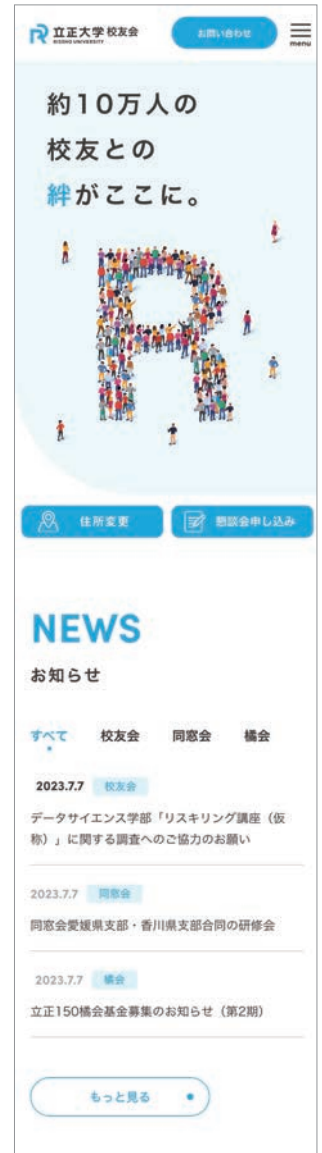 立正大学 校友会
RISSHO UNIVERSITY
お問い合わせ
menu
約10万人の
校友との
絆がここに。
住所変更
懇談会申し込み
NEWS
お知らせ
すべて 校友会 同窓会 橘会
2023.7.7 校友会
データサイエンス学部「リスキリング講座（仮
称）」に関する調査へのご協力のお願い
2023.7.7 同窓会
同窓会愛媛県支部・香川県支部合同の研修会
2023.7.7 橘会
立正150橘会基金募集のお知らせ（第2期）
もっと見る